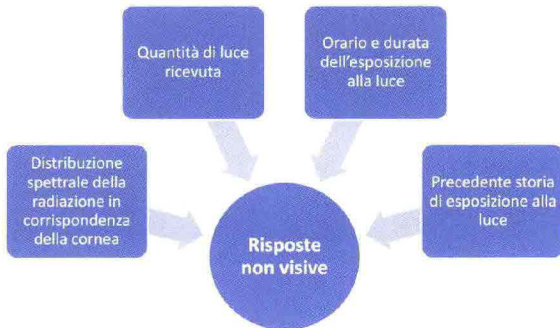 Quantità di luce
ricevuta
Orario e durata
dell'esposizione
alla luce
Distribuzione
spettrale della
radiazione in
corrispondenza
della cornea
Precedente storia
di esposizione alla
luce
Risposte
non visive